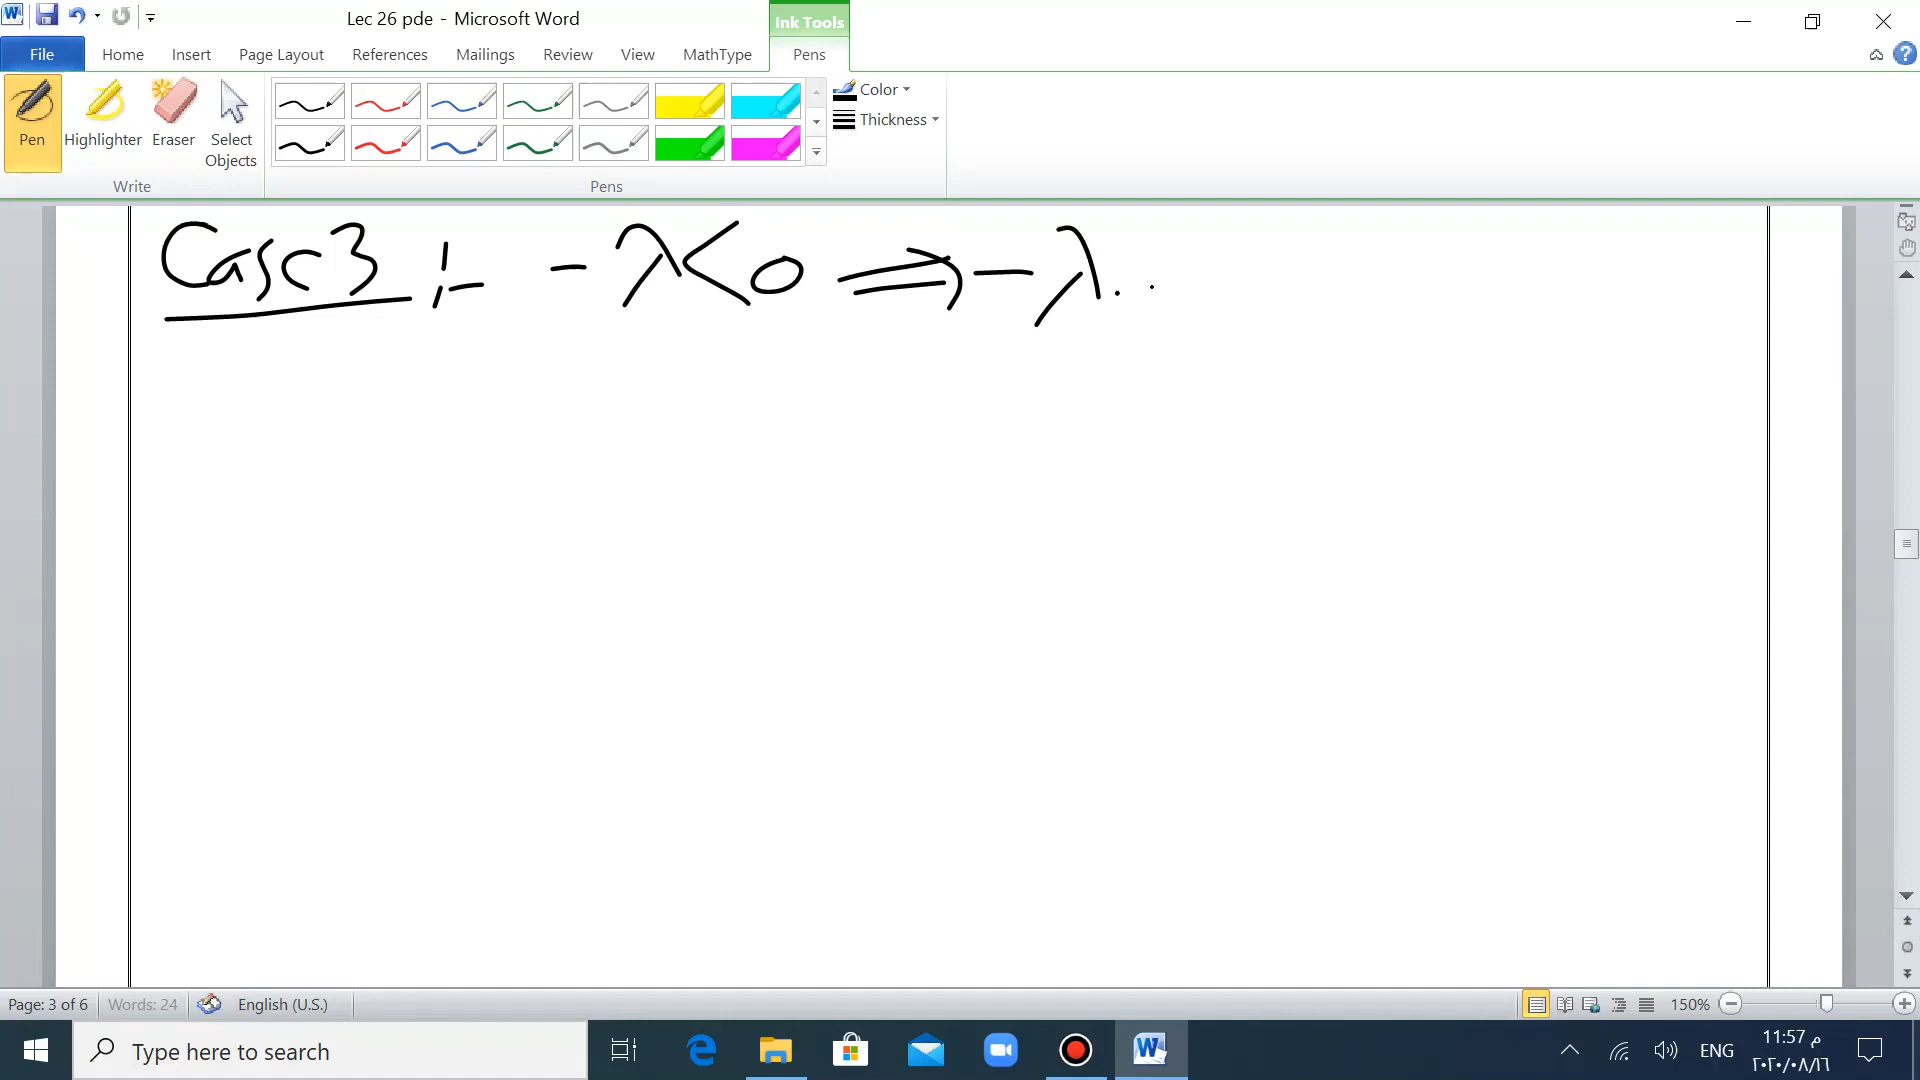 Lec 26 pde - Microsoft Word
Ink Tools
File Home Insert Page Layout References Mailings Review View MathType Pens
Pen Highlighter Eraser Select Objects
Color
Thickness
Write
Pens
Case 3 :- -λ<0 ⇒ -λ
Page: 3 of 6 Words: 24 English (U.S.) 150%
Type here to search
ENG
11:57 م
٢٠٢٠/٠٨/١٦